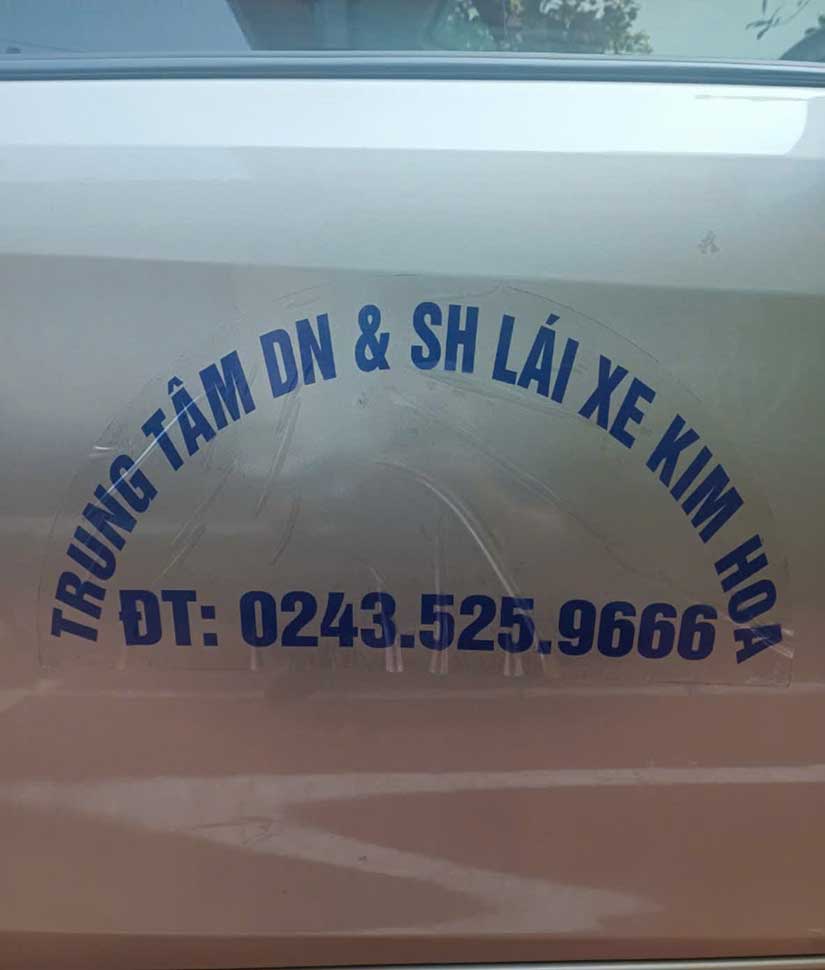 TRUNG TÂM DN & SH LÁI XE KIM HOA
ĐT: 0243.525.9666